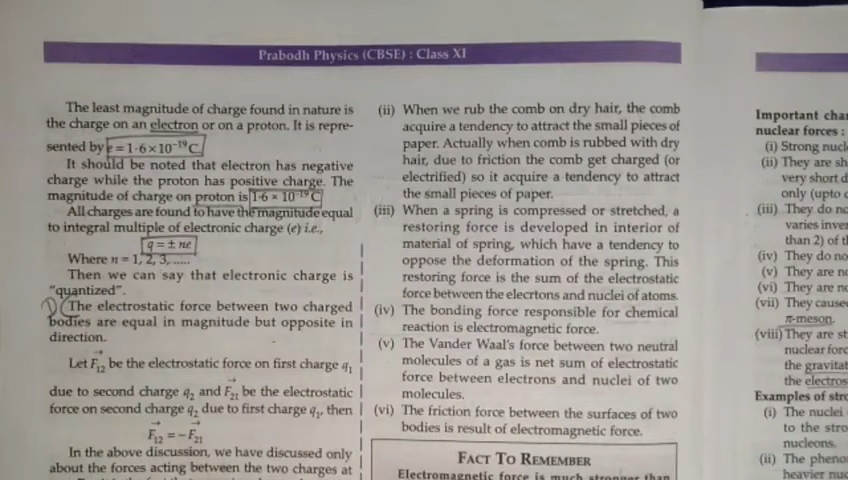 Prabodh Physics (CBSE) : Class XI
The least magnitude of charge found in nature is
the charge on an electron or on a proton. It is repre-
sented by e = 1·6×10⁻¹⁹C
It should be noted that electron has negative
charge while the proton has positive charge. The
magnitude of charge on proton is 1·6 × 10⁻¹⁹C
All charges are found to have the magnitude equal
to integral multiple of electronic charge (e) i.e.,
q = ± ne
Where n = 1, 2, 3, .....
Then we can say that electronic charge is
"quantized".
1) The electrostatic force between two charged
bodies are equal in magnitude but opposite in
direction.
Let F⃗₁₂ be the electrostatic force on first charge q₁
due to second charge q₂ and F⃗₂₁ be the electrostatic
force on second charge q₂ due to first charge q₁, then
F⃗₁₂ = – F⃗₂₁
In the above discussion, we have discussed only
about the forces acting between the two charges at
(ii) When we rub the comb on dry hair, the comb
acquire a tendency to attract the small pieces of
paper. Actually when comb is rubbed with dry
hair, due to friction the comb get charged (or
electrified) so it acquire a tendency to attract
the small pieces of paper.
(iii) When a spring is compressed or stretched, a
restoring force is developed in interior of
material of spring, which have a tendency to
oppose the deformation of the spring. This
restoring force is the sum of the electrostatic
force between the elecrtons and nuclei of atoms.
(iv) The bonding force responsible for chemical
reaction is electromagnetic force.
(v) The Vander Waal's force between two neutral
molecules of a gas is net sum of electrostatic
force between electrons and nuclei of two
molecules.
(vi) The friction force between the surfaces of two
bodies is result of electromagnetic force.
FACT TO REMEMBER
Electromagnetic force is much stronger than
Important cha
nuclear forces :
(i) Strong nucl
(ii) They are sh
very short d
only (upto
(iii) They do no
varies inver
than 2) of t
(iv) They do no
(v) They are no
(vi) They are no
(vii) They cause
π-meson.
(viii) They are st
nuclear forc
the gravitat
the electros
Examples of stro
(i) The nuclei
to the stro
nucleons.
(ii) The pheno
heavier nu